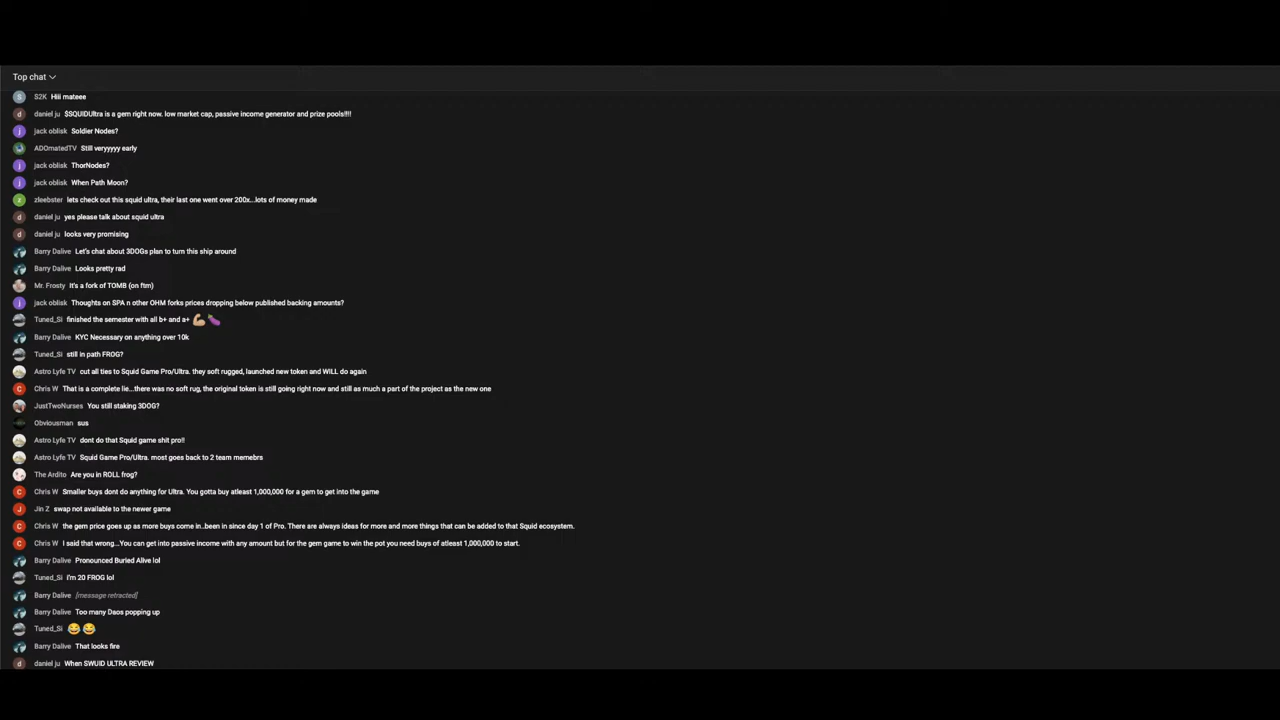 Top chat
S2K Hiii mateee
daniel ju $SQUIDUltra is a gem right now. low market cap, passive income generator and prize pools!!!!
jack oblisk Soldier Nodes?
ADOmatedTV Still veryyyyy early
jack oblisk ThorNodes?
jack oblisk When Path Moon?
zleebster lets check out this squid ultra, their last one went over 200x...lots of money made
daniel ju yes please talk about squid ultra
daniel ju looks very promising
Barry Dalive Let's chat about 3DOGs plan to turn this ship around
Barry Dalive Looks pretty rad
Mr. Frosty It's a fork of TOMB (on ftm)
jack oblisk Thoughts on SPA n other OHM forks prices dropping below published backing amounts?
Tuned_Si finished the semester with all b+ and a+ 💪🏼🍆
Barry Dalive KYC Necessary on anything over 10k
Tuned_Si still in path FROG?
Astro Lyfe TV cut all ties to Squid Game Pro/Ultra. they soft rugged, launched new token and WiLL do again
Chris W That is a complete lie...there was no soft rug, the original token is still going right now and still as much a part of the project as the new one
JustTwoNurses You still staking 3DOG?
Obviousman sus
Astro Lyfe TV dont do that Squid game shit pro!!
Astro Lyfe TV Squid Game Pro/Ultra. most goes back to 2 team memebrs
The Ardito Are you in ROLL frog?
Chris W Smaller buys dont do anything for Ultra. You gotta buy atleast 1,000,000 for a gem to get into the game
Jin Z swap not available to the newer game
Chris W the gem price goes up as more buys come in..been in since day 1 of Pro. There are always ideas for more and more things that can be added to that Squid ecosystem.
Chris W I said that wrong...You can get into passive income with any amount but for the gem game to win the pot you need buys of atleast 1,000,000 to start.
Barry Dalive Pronounced Buried Alive lol
Tuned_Si I'm 20 FROG lol
Barry Dalive [message retracted]
Barry Dalive Too many Daos popping up
Tuned_Si 😂😂
Barry Dalive That looks fire
daniel ju When SWUID ULTRA REVIEW
S
d
j
j
j
z
d
d
j
C
C
J
C
C
d